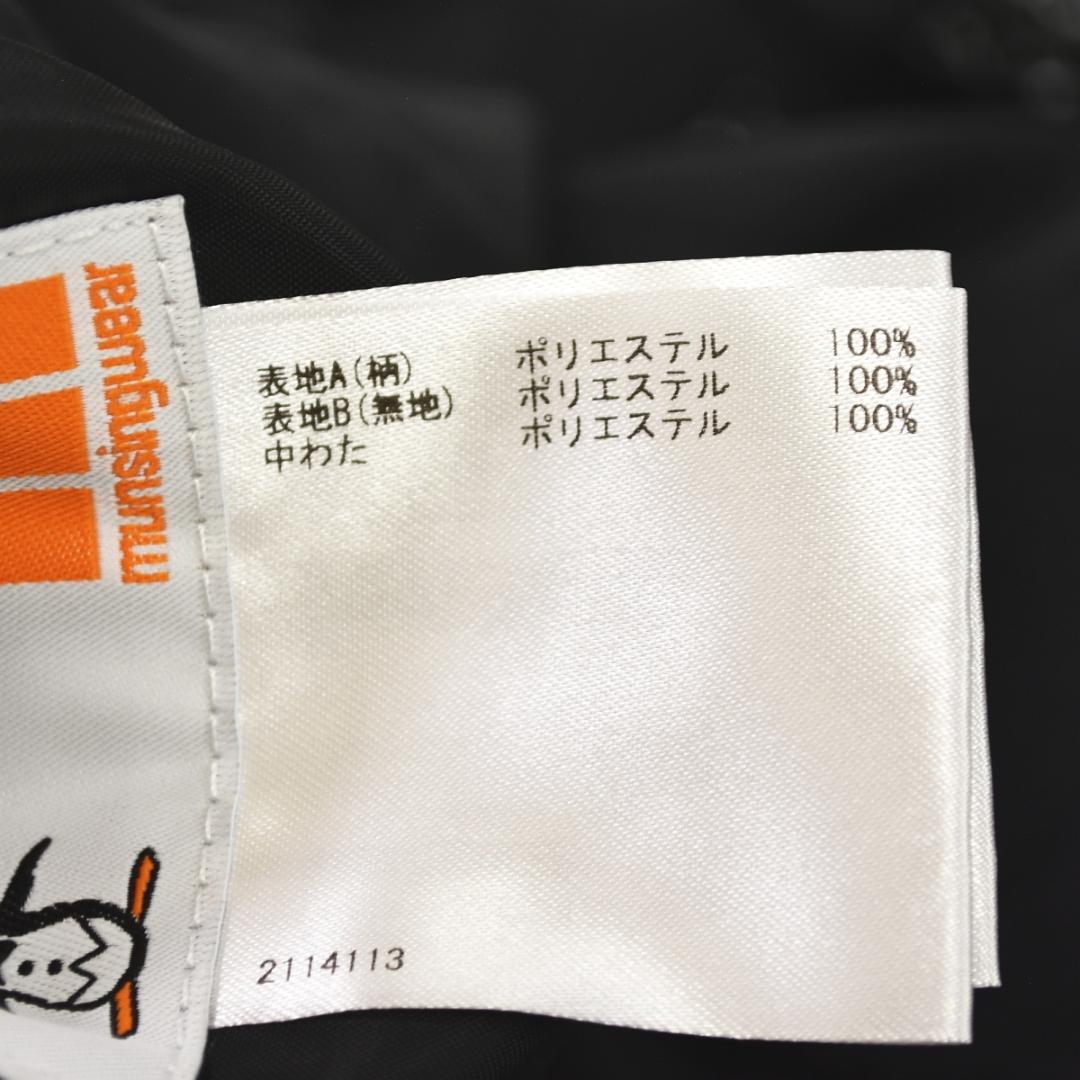 munsingwear
表地A(柄) ポリエステル 100%
表地B(無地) ポリエステル 100%
中わた ポリエステル 100%
2114113